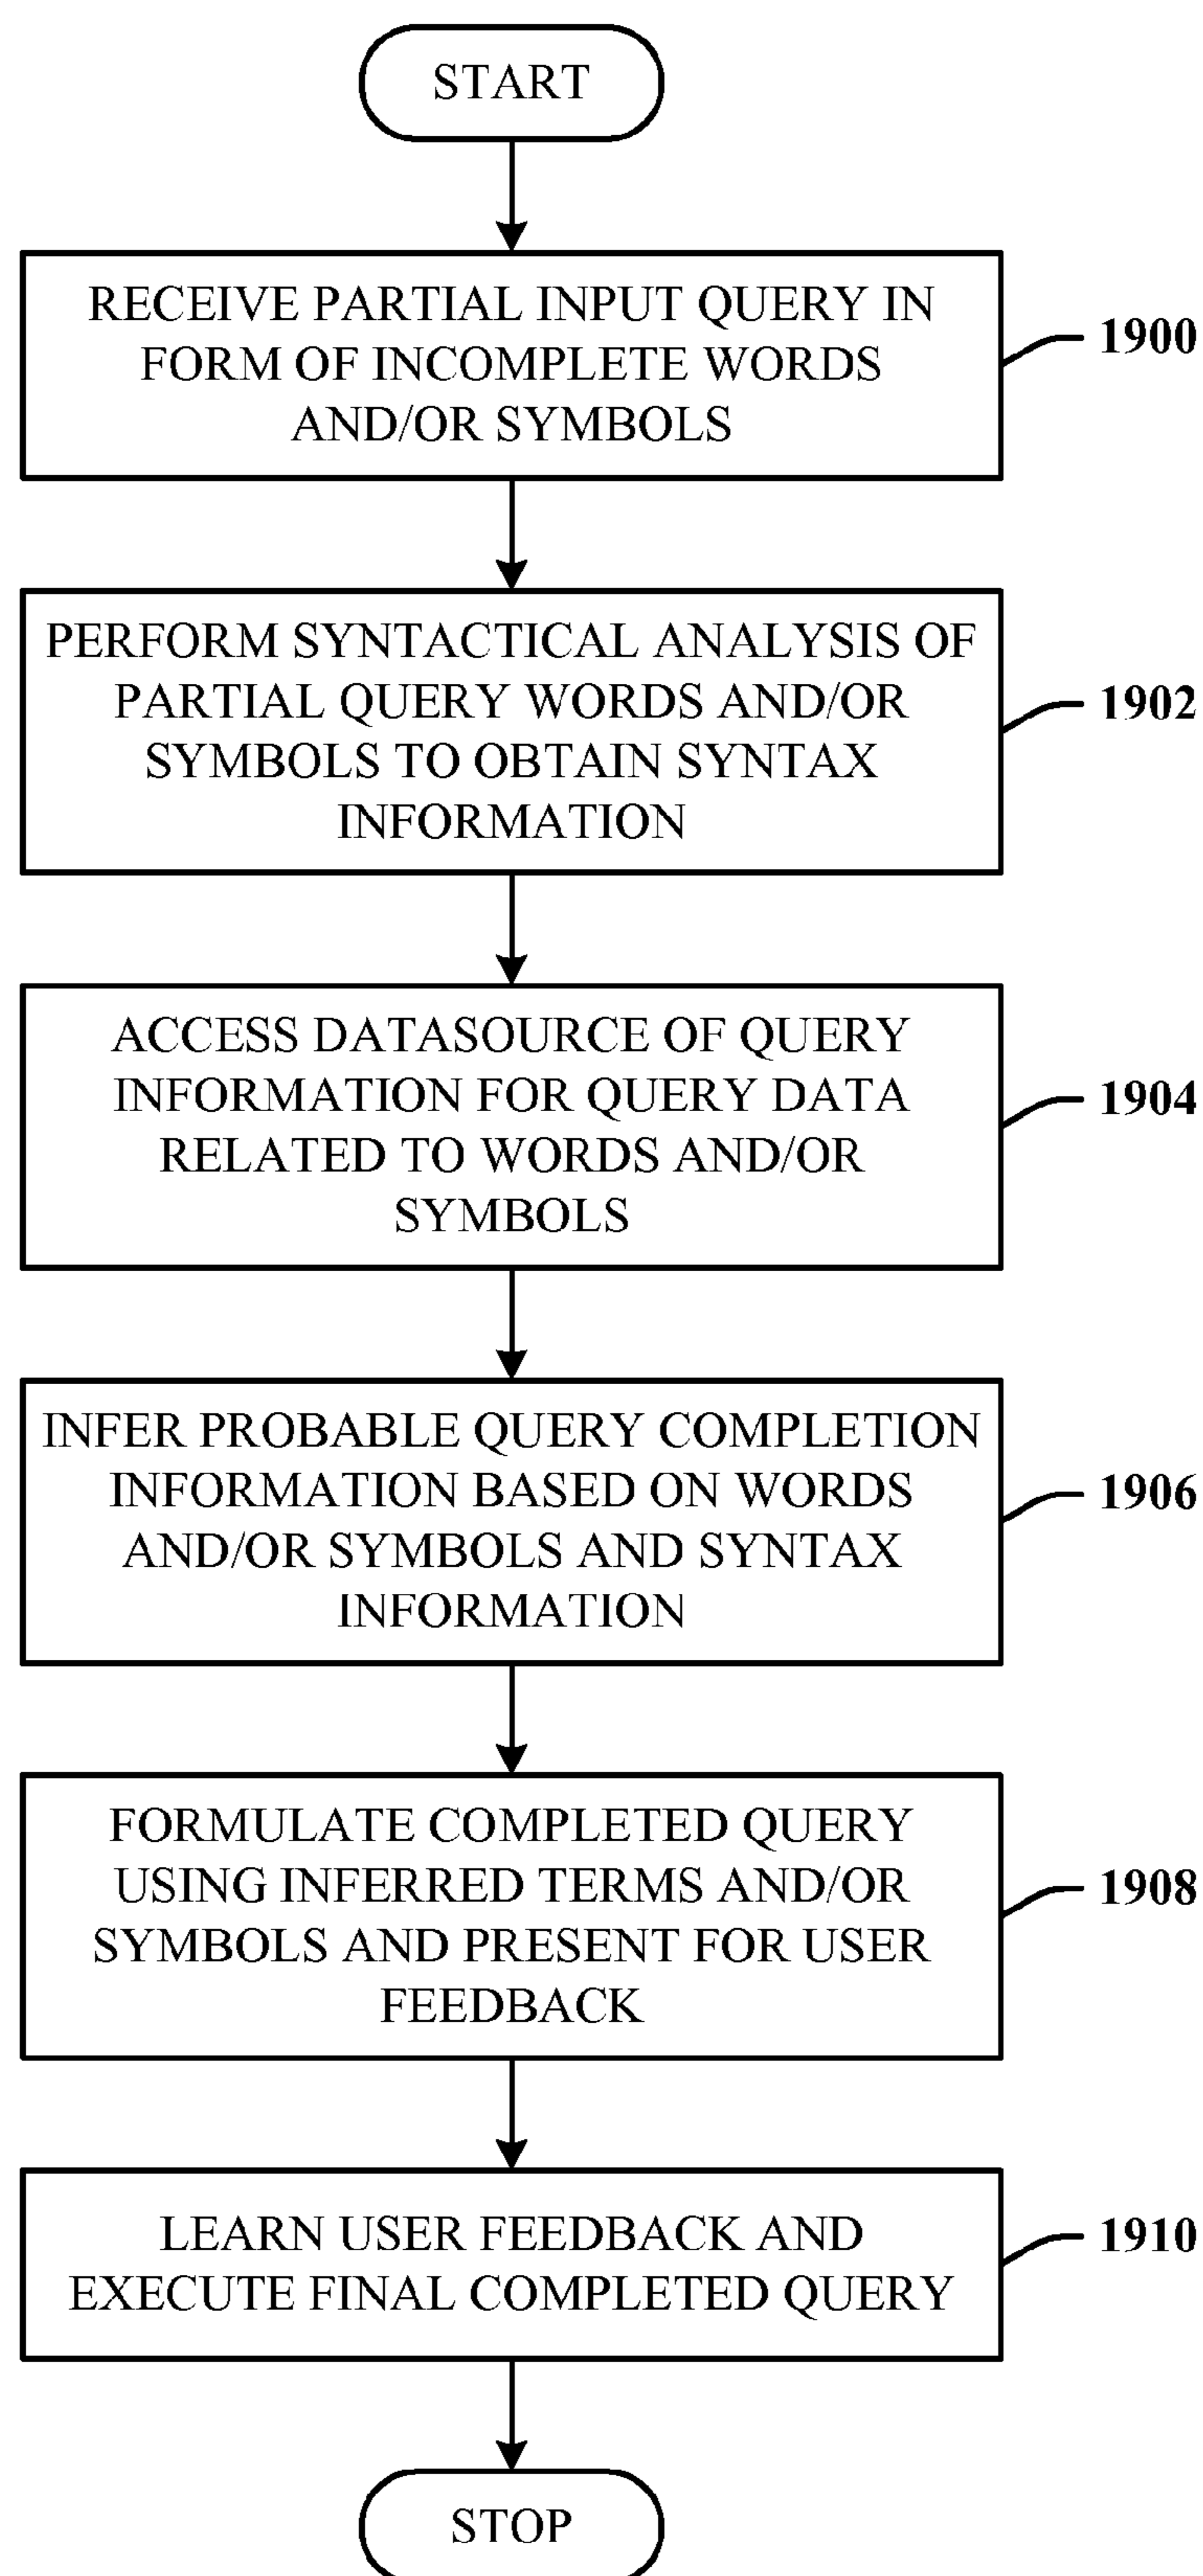 START
RECEIVE PARTIAL INPUT QUERY IN
FORM OF INCOMPLETE WORDS
AND/OR SYMBOLS
1900
PERFORM SYNTACTICAL ANALYSIS OF
PARTIAL QUERY WORDS AND/OR
SYMBOLS TO OBTAIN SYNTAX
INFORMATION
1902
ACCESS DATASOURCE OF QUERY
INFORMATION FOR QUERY DATA
RELATED TO WORDS AND/OR
SYMBOLS
1904
INFER PROBABLE QUERY COMPLETION
INFORMATION BASED ON WORDS
AND/OR SYMBOLS AND SYNTAX
INFORMATION
1906
FORMULATE COMPLETED QUERY
USING INFERRED TERMS AND/OR
SYMBOLS AND PRESENT FOR USER
FEEDBACK
1908
LEARN USER FEEDBACK AND
EXECUTE FINAL COMPLETED QUERY
1910
STOP